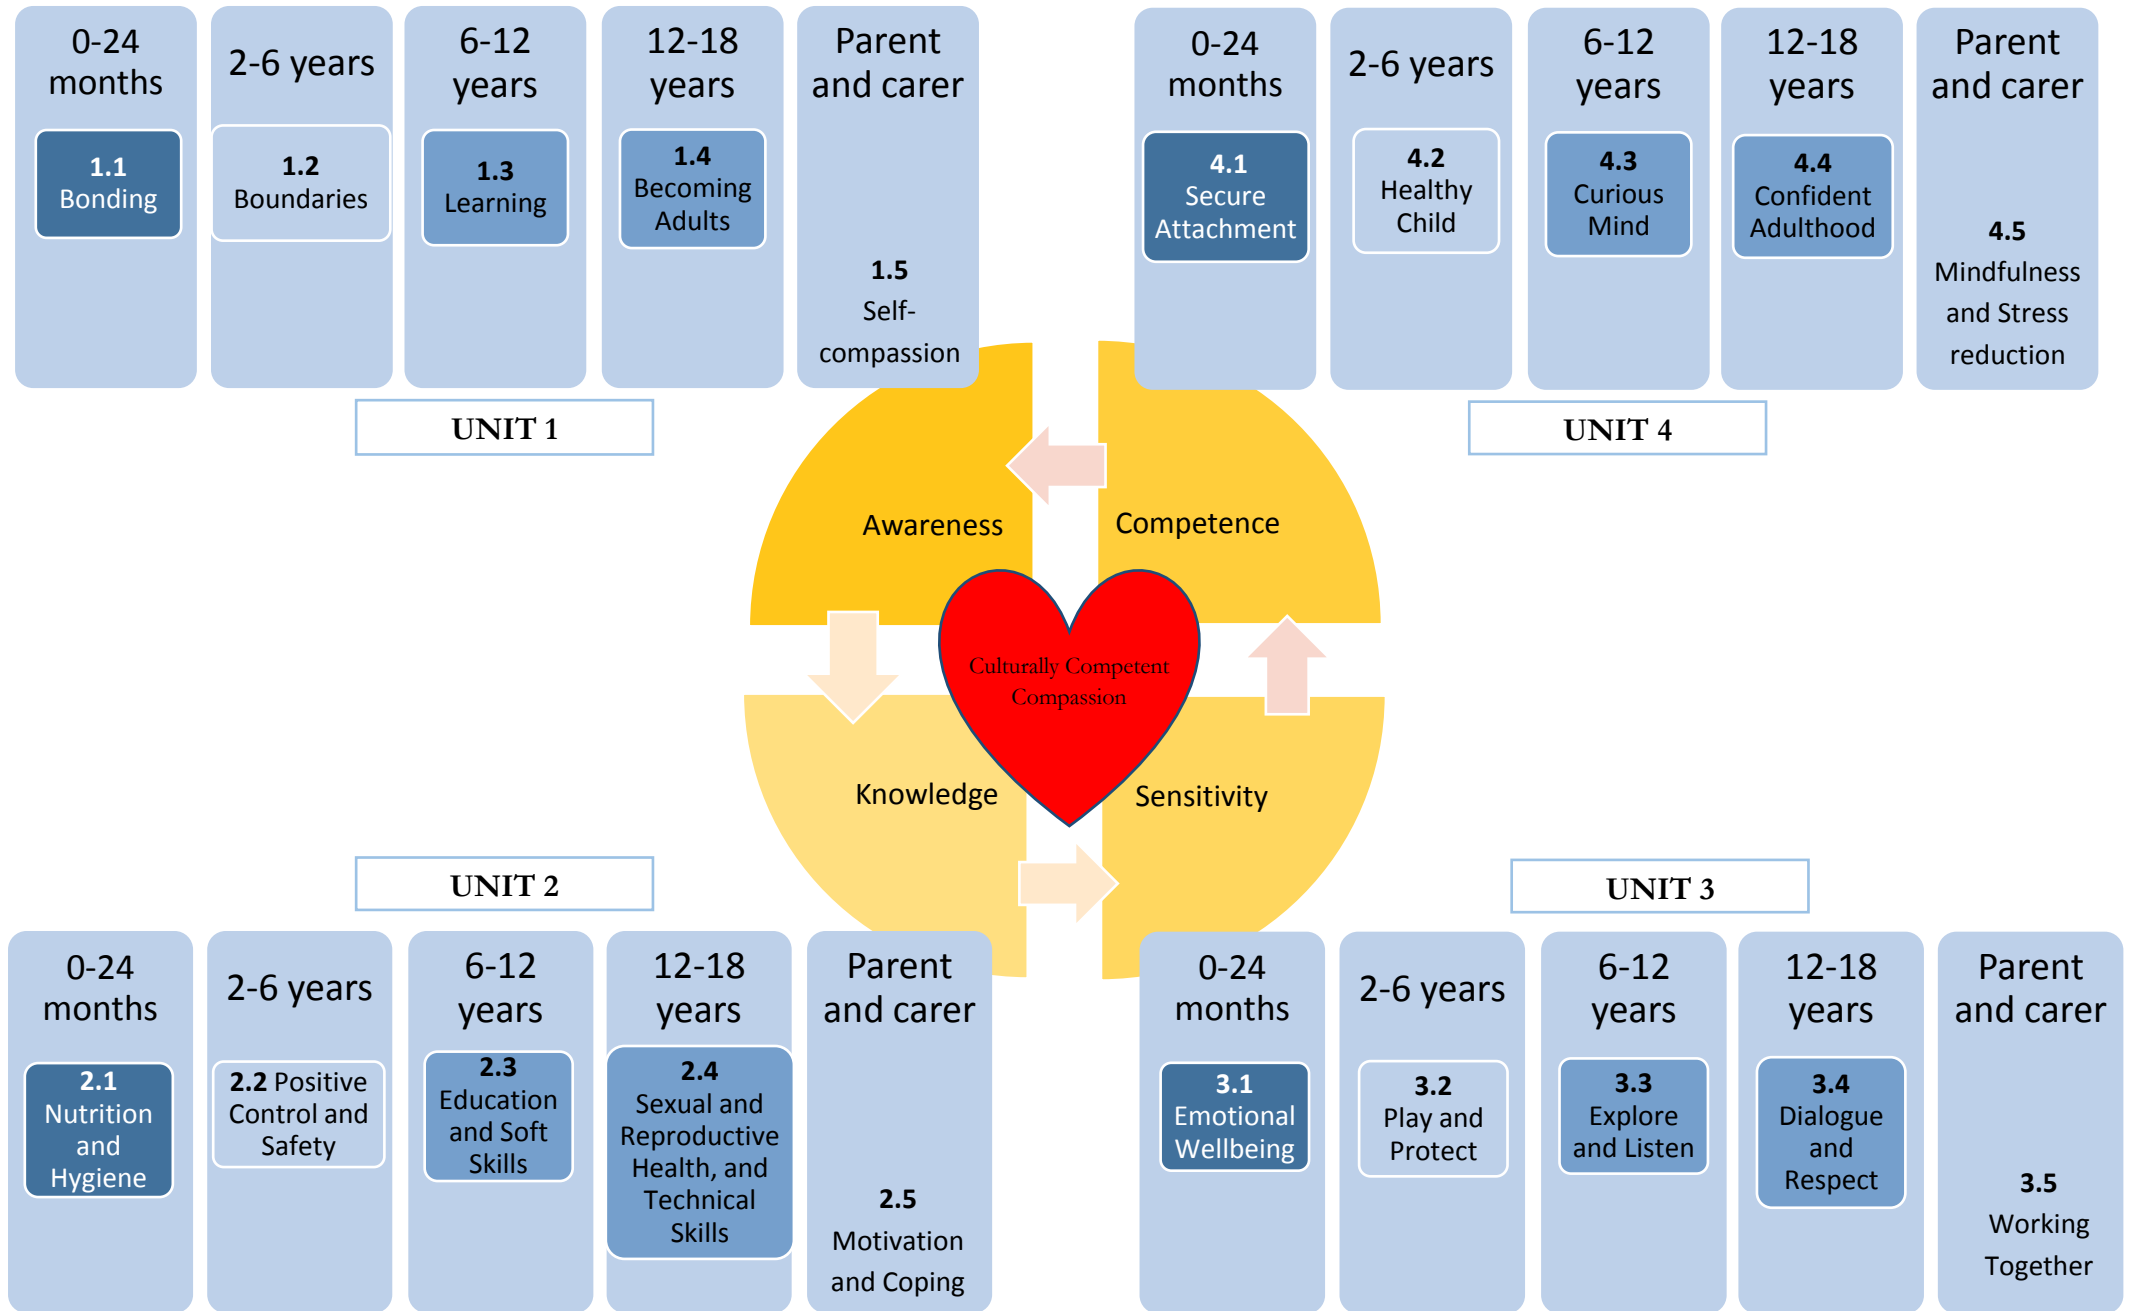 0-24
months
1.1
Bonding
2-6 years
1.2
Boundaries
6-12
years
1.3
Learning
12-18
years
1.4
Becoming
Adults
Parent
and carer
1.5
Self-
compassion
UNIT 1
0-24
months
4.1
Secure
Attachment
2-6 years
4.2
Healthy
Child
6-12
years
4.3
Curious
Mind
12-18
years
4.4
Confident
Adulthood
Parent
and carer
4.5
Mindfulness
and Stress
reduction
UNIT 4
Awareness
Competence
Culturally Competent
Compassion
Knowledge
Sensitivity
UNIT 2
0-24
months
2.1
Nutrition
and
Hygiene
2-6 years
2.2 Positive
Control and
Safety
6-12
years
2.3
Education
and Soft
Skills
12-18
years
2.4
Sexual and
Reproductive
Health, and
Technical
Skills
Parent
and carer
2.5
Motivation
and Coping
UNIT 3
0-24
months
3.1
Emotional
Wellbeing
2-6 years
3.2
Play and
Protect
6-12
years
3.3
Explore
and Listen
12-18
years
3.4
Dialogue
and
Respect
Parent
and carer
3.5
Working
Together